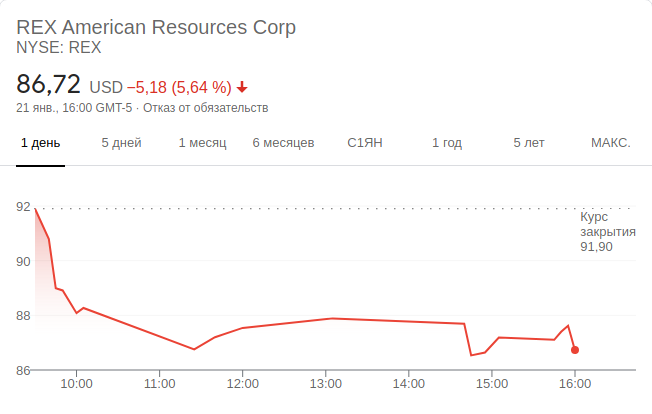 REX American Resources Corp
NYSE: REX
86,72 USD −5,18 (5,64 %)
21 янв., 16:00 GMT-5 · Отказ от обязательств
1 день 5 дней 1 месяц 6 месяцев С1ЯН 1 год 5 лет МАКС.
92
Курс
закрытия
91,90
90
88
86
10:00 11:00 12:00 13:00 14:00 15:00 16:00